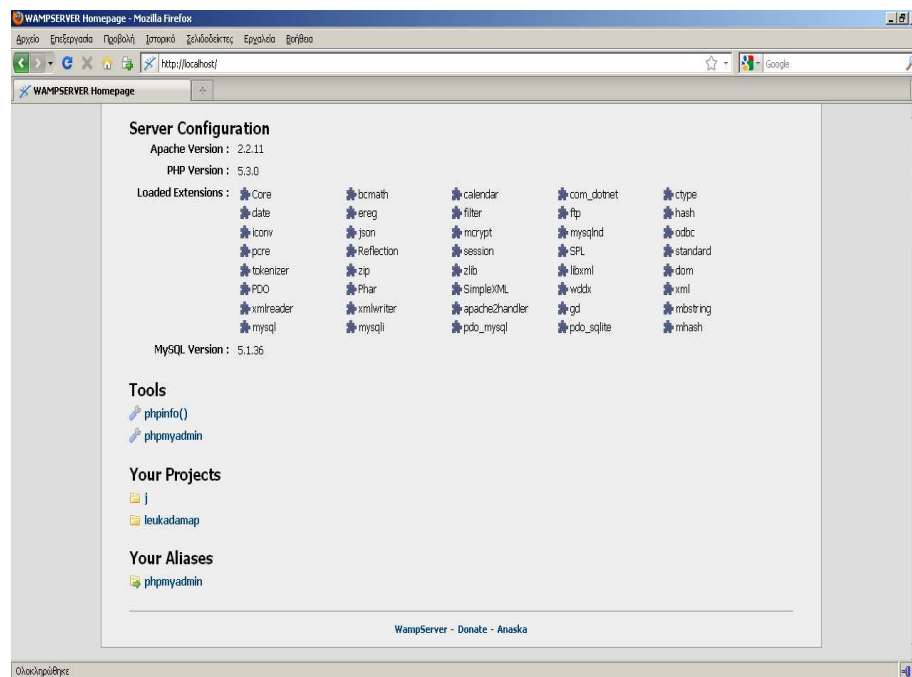 WAMPSERVER Homepage - Mozilla Firefox
Αρχείο Επεξεργασία Προβολή Ιστορικό Σελιδοδείκτες Εργαλεία Βοήθεια
http://localhost/ Google
WAMPSERVER Homepage
Server Configuration
Apache Version : 2.2.11
PHP Version : 5.3.0
Loaded Extensions : Core bcmath calendar com_dotnet ctype
date ereg filter ftp hash
iconv json mcrypt mysqlnd odbc
pcre Reflection session SPL standard
tokenizer zip zlib libxml dom
PDO Phar SimpleXML wddx xml
xmlreader xmlwriter apache2handler gd mbstring
mysql mysqli pdo_mysql pdo_sqlite mhash
MySQL Version : 5.1.36
Tools
phpinfo()
phpmyadmin
Your Projects
j
leukadamap
Your Aliases
phpmyadmin
WampServer - Donate - Anaska
Ολοκληρώθηκε